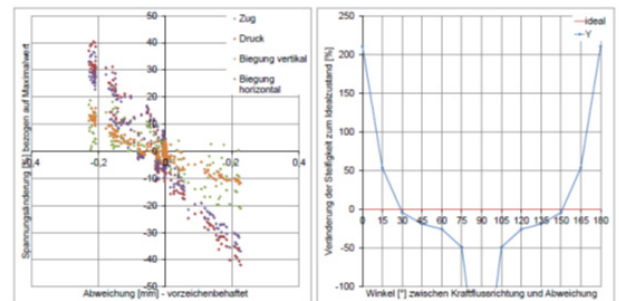 50
40
30
20
10
0
-10
-20
-30
-40
-50
-0,2
0,0
0,2
0,4
Zug
Druck
Biegung vertikal
Biegung
horizontal
Spannungsänderung [%] bezogen auf Maximalwert
Abweichung [mm] - vorzeichenbehaftet
250
200
150
100
50
0
-50
-100
0 15 30 45 60 75 90 105 120 135 150 165 180
ideal
Y
Veränderung der Steifigkeit zum Idealzustand [%]
Winkel [°] zwischen Kraftflussrichtung und Abweichung